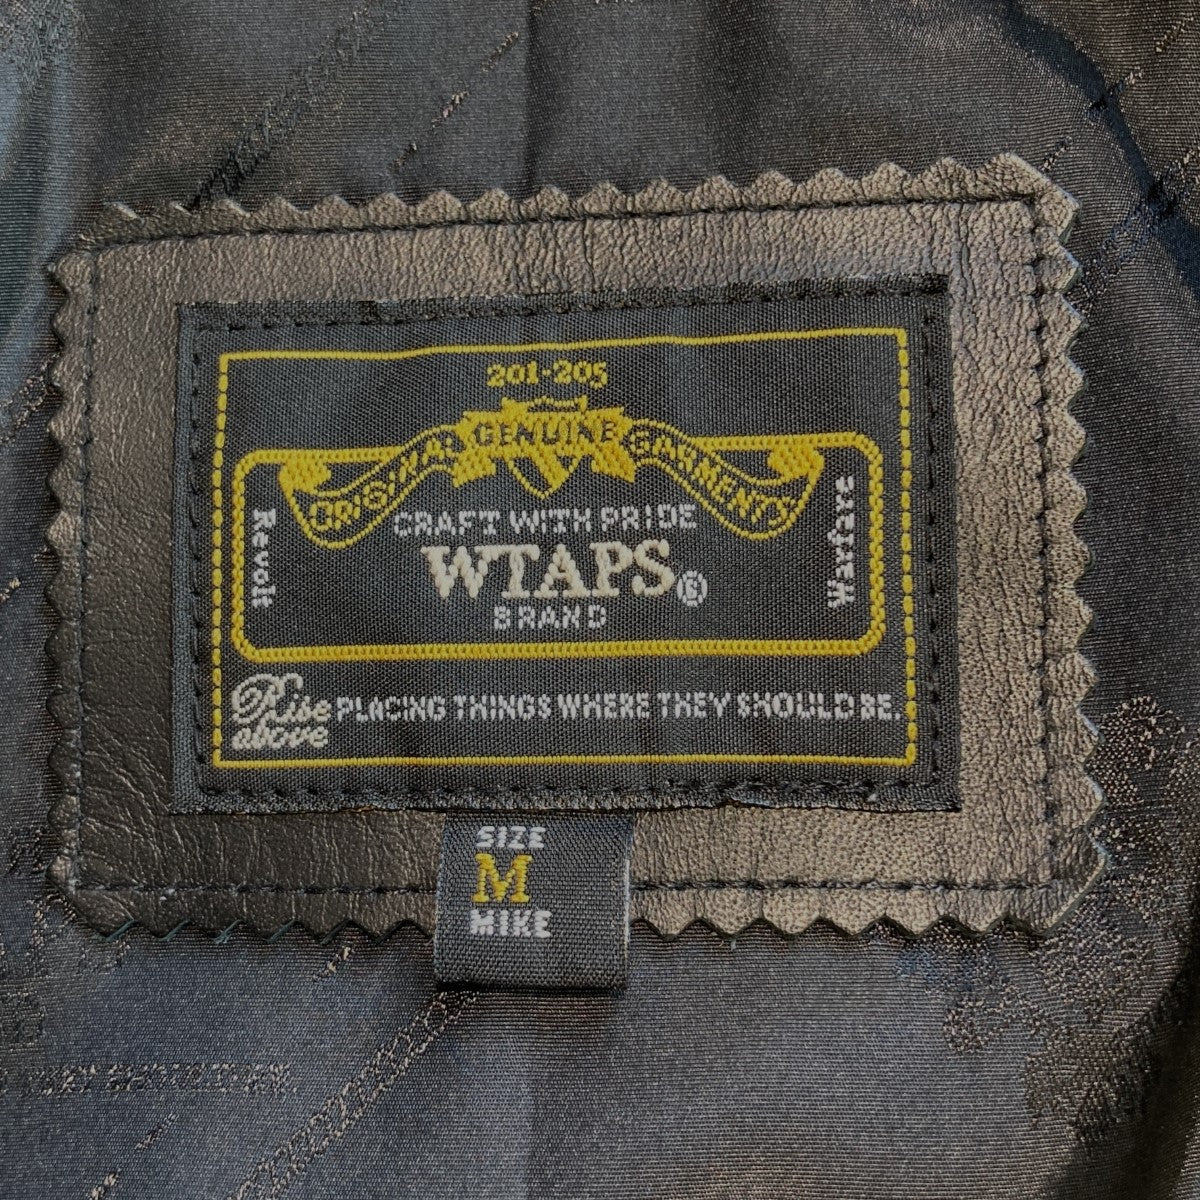 201-205
ORIGINAL GENUINE GARMENTS
CRAFT WITH PRIDE
Revolt
WTAPS®
Warfare
BRAND
Rise above
PLACING THINGS WHERE THEY SHOULD BE.
SIZE
M
MIKE